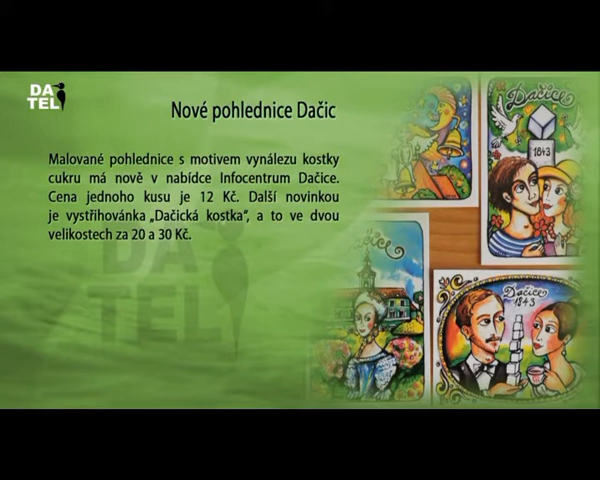 DA
TEL
Nové pohlednice Dačic
Malované pohlednice s motivem vynálezu kostky
cukru má nově v nabídce Infocentrum Dačice.
Cena jednoho kusu je 12 Kč. Další novinkou
je vystřihovánka „Dačická kostka“, a to ve dvou
velikostech za 20 a 30 Kč.
DA
TEL
Dačice
1843
Dačice
Dačice
1843